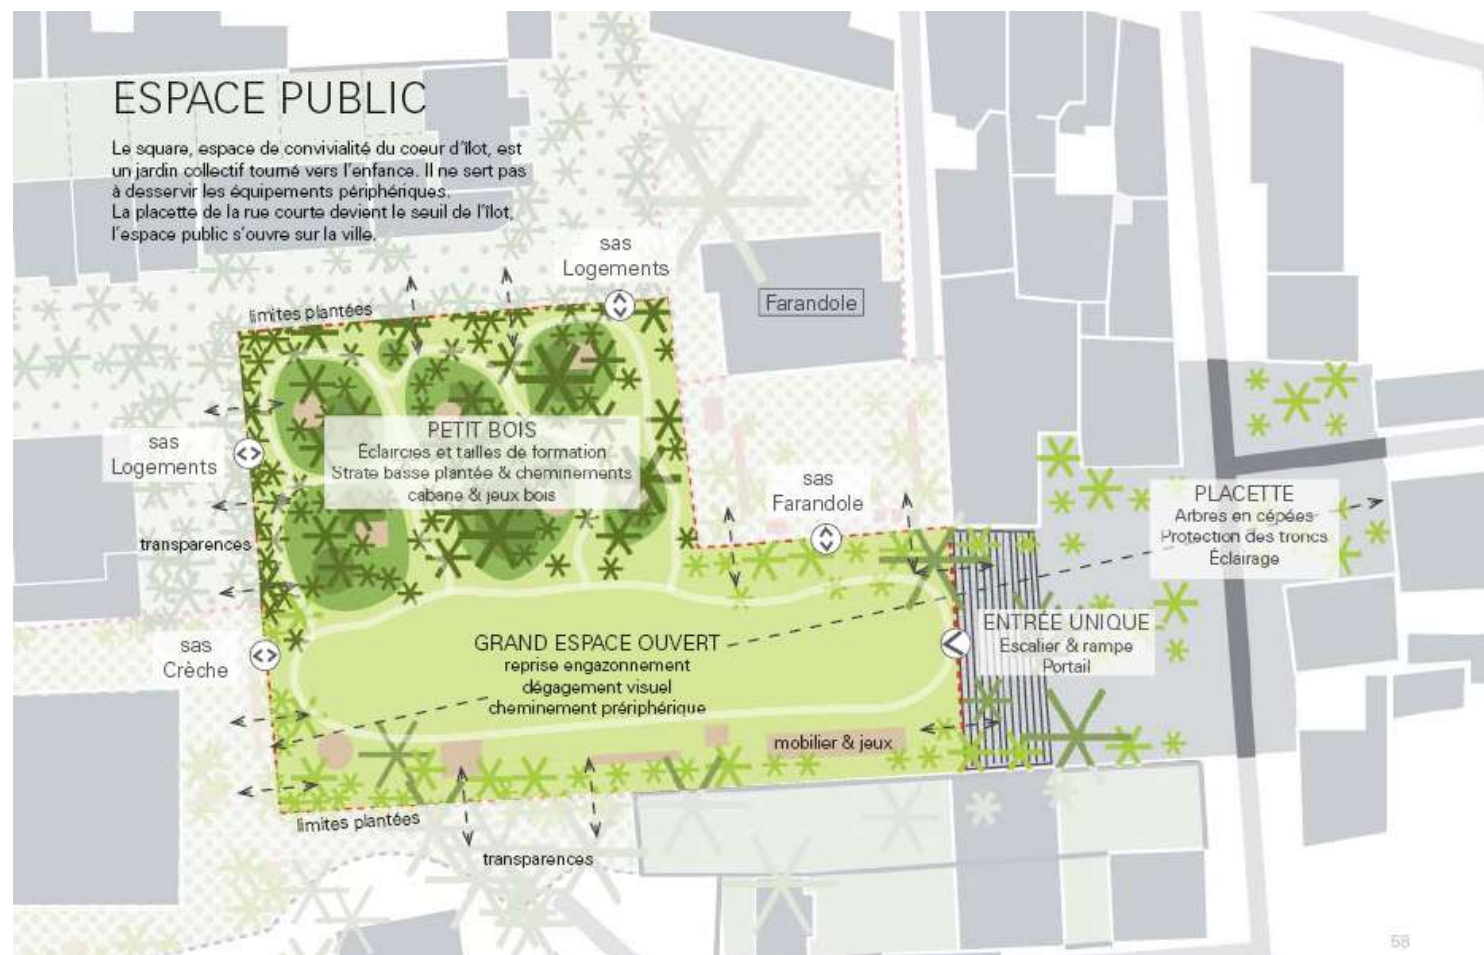 ESPACE PUBLIC
Le square, espace de convivialité du coeur d'îlot, est
un jardin collectif tourné vers l'enfance. Il ne sert pas
à desservir les équipements périphériques.
La placette de la rue courte devient le seuil de l'îlot,
l'espace public s'ouvre sur la ville.
sas
Logements
limites plantées
Farandole
PETIT BOIS
Éclaircies et tailles de formation
Strate basse plantée & cheminements
cabane & jeux bois
sas
Logements
sas
Farandole
transparences
PLACETTE
Arbres en cépées
Protection des troncs
Éclairage
sas
Crèche
GRAND ESPACE OUVERT
reprise engazonnement
dégagement visuel
cheminement prériphérique
ENTRÉE UNIQUE
Escalier & rampe
Portail
mobilier & jeux
limites plantées
transparences
58